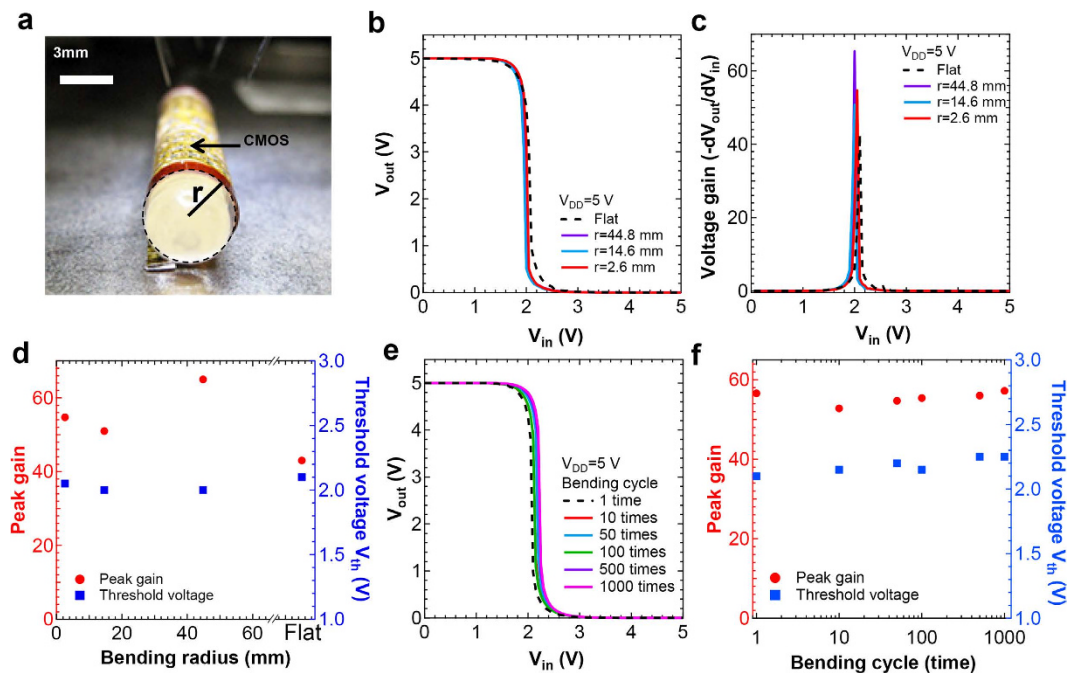 a
3mm
CMOS
r
b
V_out (V)
5
4
3
2
1
0
V_DD=5 V
Flat
r=44.8 mm
r=14.6 mm
r=2.6 mm
0 1 2 3 4 5
V_in (V)
c
Voltage gain (-dV_out/dV_in)
60
40
20
0
V_DD=5 V
Flat
r=44.8 mm
r=14.6 mm
r=2.6 mm
0 1 2 3 4 5
V_in (V)
d
Peak gain
60
40
20
0
3.0
2.5
2.0
1.5
1.0
Threshold voltage V_th (V)
Peak gain
Threshold voltage
0 20 40 60 Flat
Bending radius (mm)
e
V_out (V)
5
4
3
2
1
0
V_DD=5 V
Bending cycle
1 time
10 times
50 times
100 times
500 times
1000 times
0 1 2 3 4 5
V_in (V)
f
Peak gain
60
40
20
0
3.0
2.5
2.0
1.5
1.0
Threshold voltage V_th (V)
Peak gain
Threshold voltage
1 10 100 1000
Bending cycle (time)